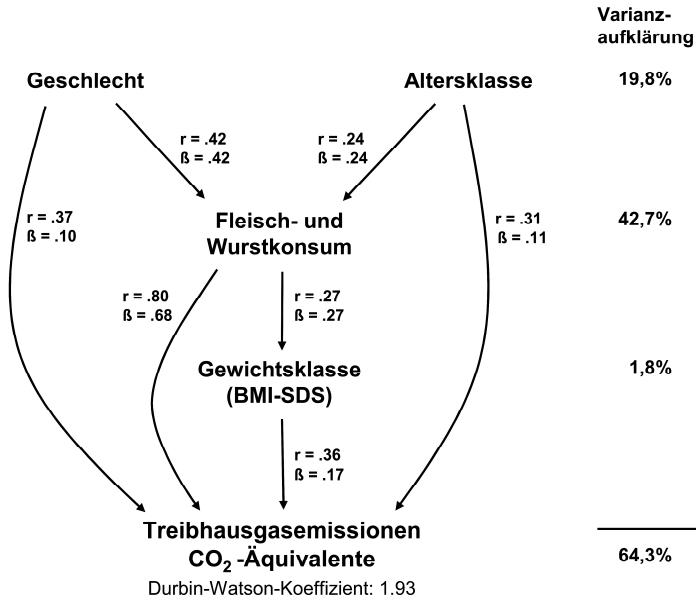 Varianz-
aufklärung
Geschlecht
Altersklasse
19,8%
r = .42
ß = .42
r = .24
ß = .24
r = .37
ß = .10
Fleisch- und
Wurstkonsum
r = .31
ß = .11
42,7%
r = .80
ß = .68
r = .27
ß = .27
Gewichtsklasse
(BMI-SDS)
1,8%
r = .36
ß = .17
Treibhausgasemissionen
CO₂ -Äquivalente
64,3%
Durbin-Watson-Koeffizient: 1.93